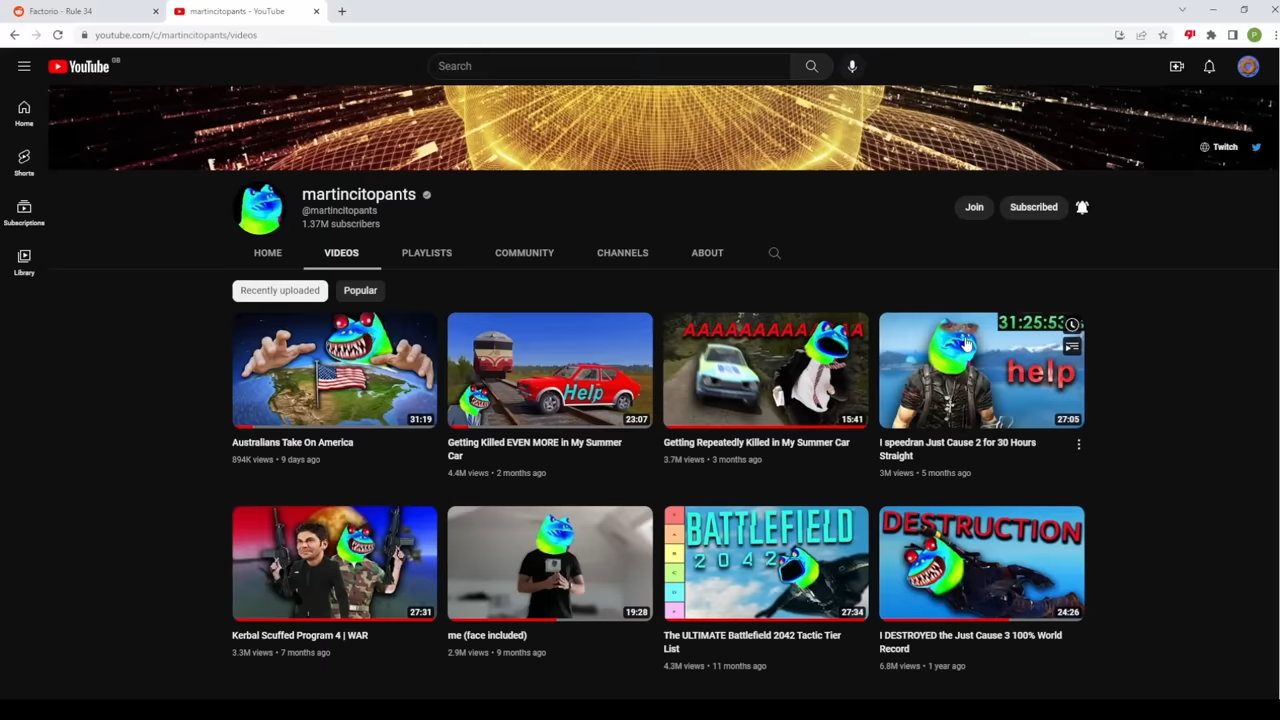 Factorio - Rule 34
martincitopants - YouTube
youtube.com/c/martincitopants/videos
P
YouTube GB
Search
Home
Shorts
Subscriptions
Library
Twitch
martincitopants
@martincitopants
1.37M subscribers
Join
Subscribed
HOME
VIDEOS
PLAYLISTS
COMMUNITY
CHANNELS
ABOUT
Recently uploaded
Popular
31:19
Help
23:07
AAAAAAAAAA A
15:41
31:25:53
help
27:05
Australians Take On America
894K views • 9 days ago
Getting Killed EVEN MORE in My Summer
Car
4.4M views • 2 months ago
Getting Repeatedly Killed in My Summer Car
3.7M views • 3 months ago
I speedran Just Cause 2 for 30 Hours
Straight
3M views • 5 months ago
27:31
19:28
BATTLEFIELD
2042
27:34
DESTRUCTION
24:26
Kerbal Scuffed Program 4 | WAR
3.3M views • 7 months ago
me (face included)
2.9M views • 9 months ago
The ULTIMATE Battlefield 2042 Tactic Tier
List
4.3M views • 11 months ago
I DESTROYED the Just Cause 3 100% World
Record
6.8M views • 1 year ago